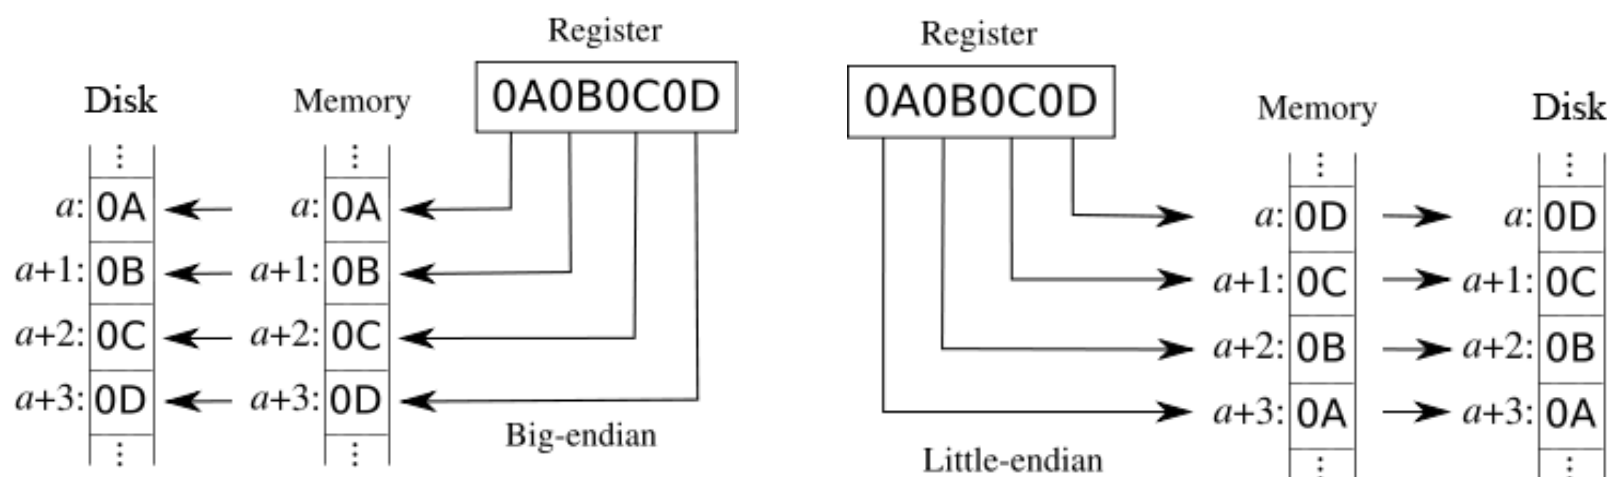 Register
0A0B0C0D
Disk
Memory
a: 0A
a: 0A
a+1: 0B
a+1: 0B
a+2: 0C
a+2: 0C
a+3: 0D
a+3: 0D
Big-endian
Register
0A0B0C0D
Memory
Disk
a: 0D
a: 0D
a+1: 0C
a+1: 0C
a+2: 0B
a+2: 0B
a+3: 0A
a+3: 0A
Little-endian